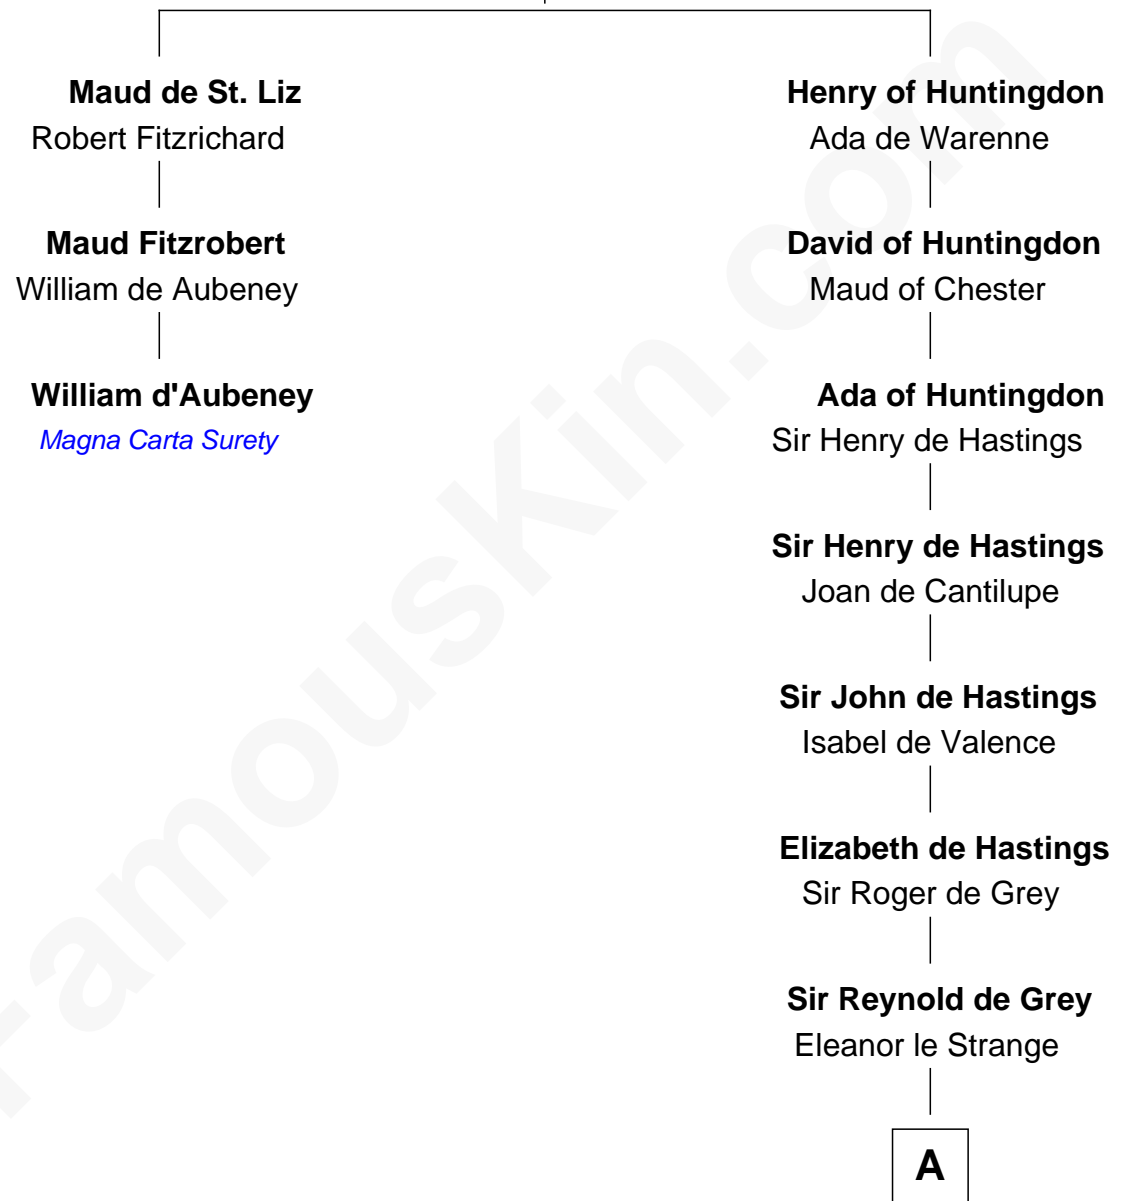 Maud de St. Liz
Robert Fitzrichard
Maud Fitzrobert
William de Aubeney
William d'Aubeney
Magna Carta Surety
Henry of Huntingdon
Ada de Warenne
David of Huntingdon
Maud of Chester
Ada of Huntingdon
Sir Henry de Hastings
Sir Henry de Hastings
Joan de Cantilupe
Sir John de Hastings
Isabel de Valence
Elizabeth de Hastings
Sir Roger de Grey
Sir Reynold de Grey
Eleanor le Strange
A
FamousKin.com